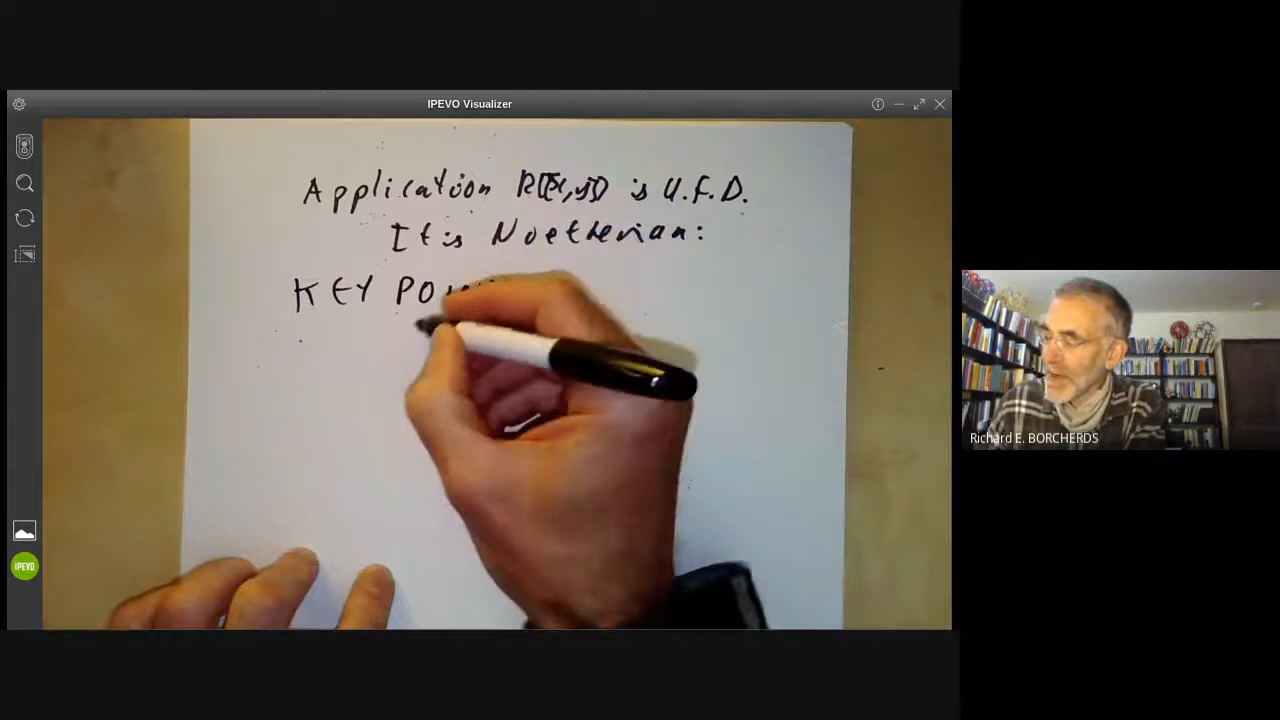 IPEVO Visualizer
Application R[[x,y]] is U.F.D.
It is Noetherian:
KEY
IPEVO
Richard E. BORCHERDS